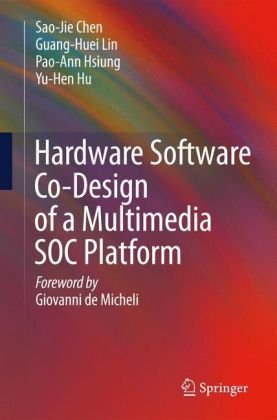 Sao-Jie Chen
Guang-Huei Lin
Pao-Ann Hsiung
Yu-Hen Hu
Hardware Software
Co-Design
of a Multimedia
SOC Platform
Foreword by
Giovanni de Micheli
Springer